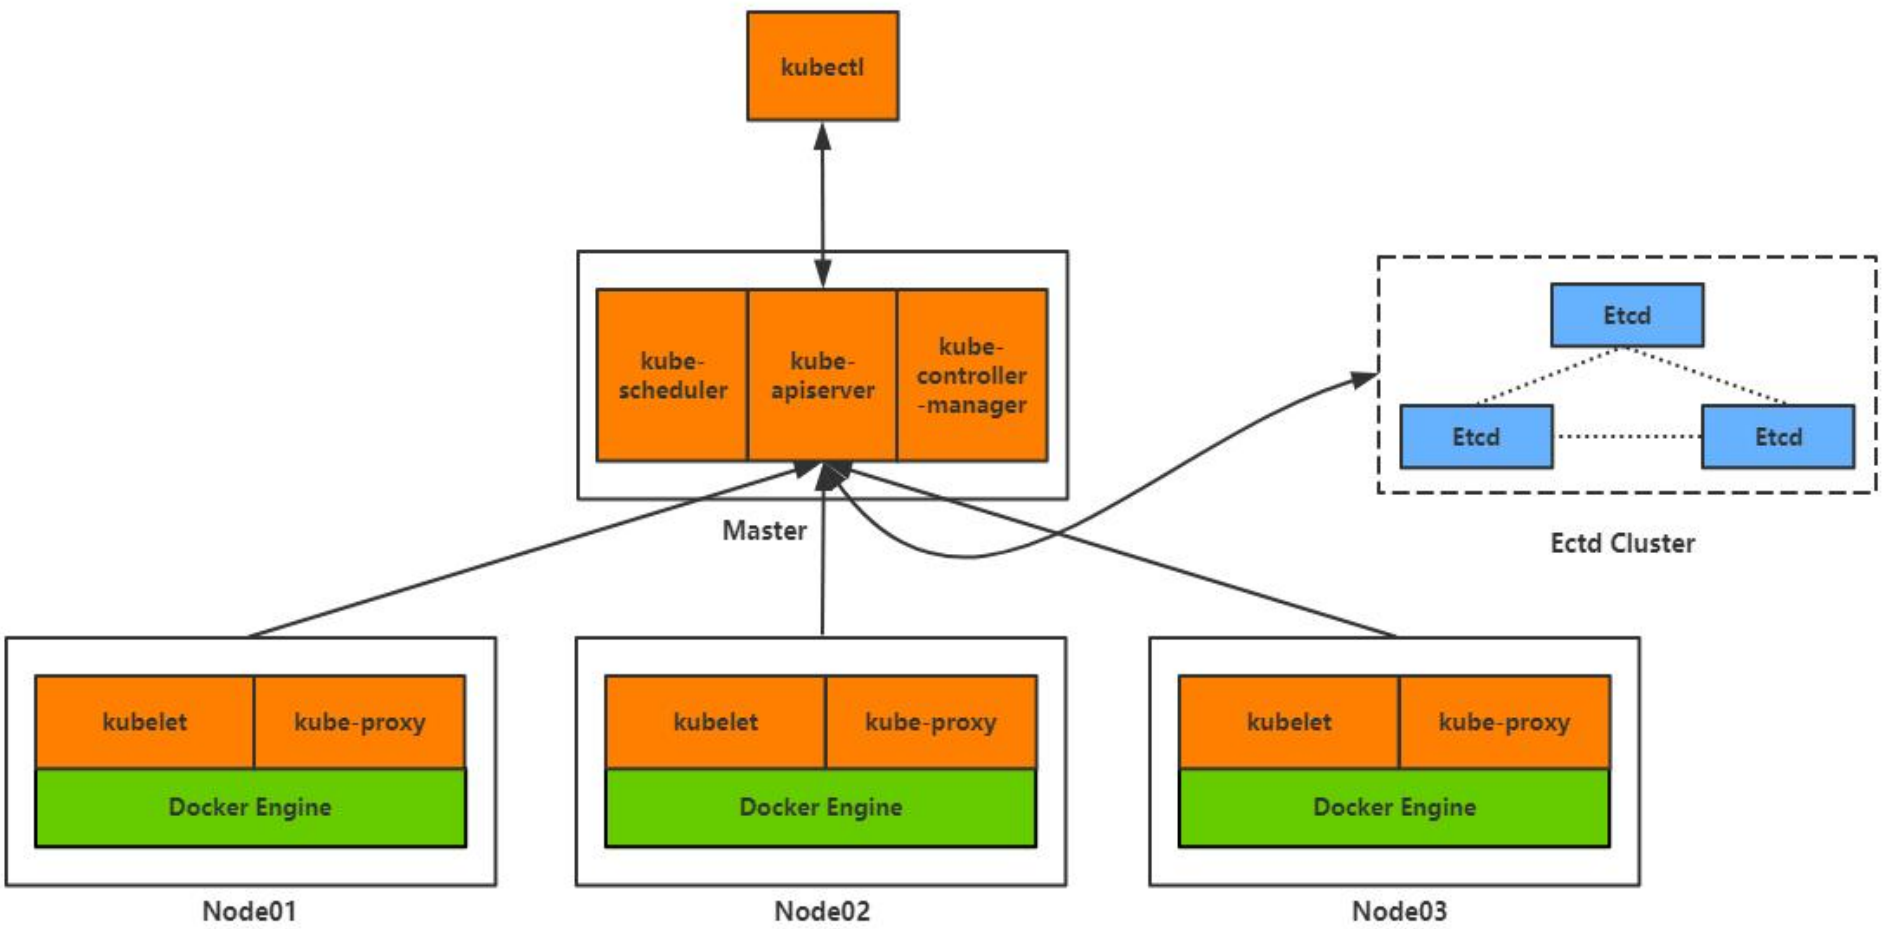 kubectl
kube-
scheduler
kube-
apiserver
kube-
controller
-manager
Master
Etcd
Etcd
Etcd
Ectd Cluster
kubelet
kube-proxy
Docker Engine
Node01
kubelet
kube-proxy
Docker Engine
Node02
kubelet
kube-proxy
Docker Engine
Node03